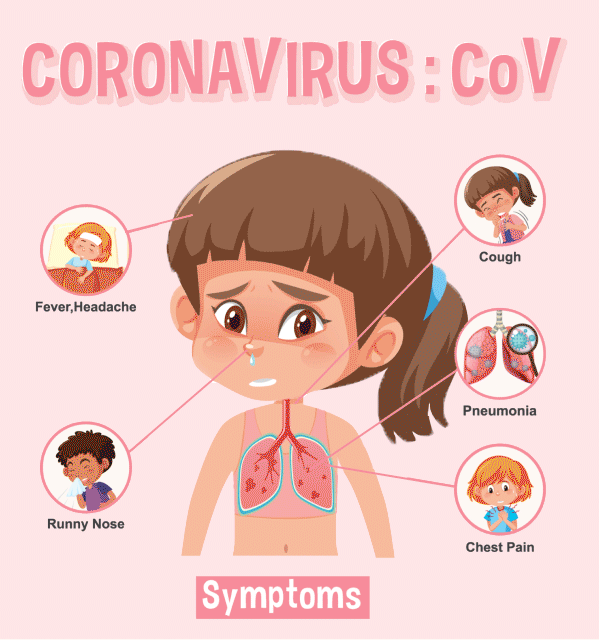 CORONAVIRUS : CoV
Cough
Fever,Headache
Pneumonia
Runny Nose
Chest Pain
Symptoms